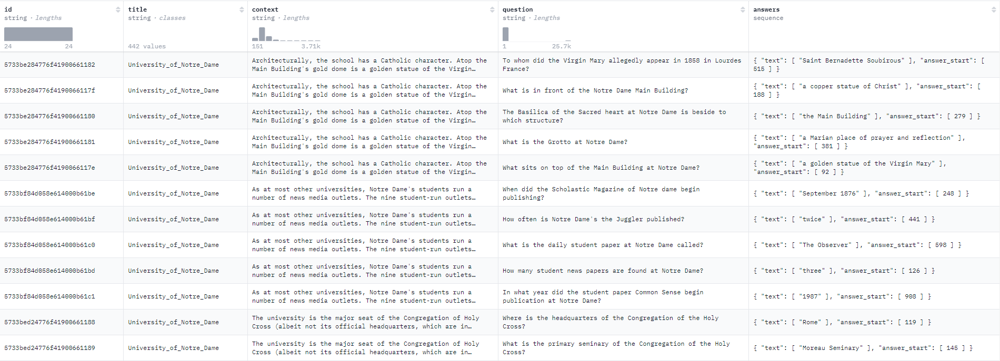 id
string · lengths
24 24
title
string · classes
442 values
context
string · lengths
151 3.71k
question
string · lengths
1 25.7k
answers
sequence
5733be284776f41900661182
University_of_Notre_Dame
Architecturally, the school has a Catholic character. Atop the
Main Building's gold dome is a golden statue of the Virgin…
To whom did the Virgin Mary allegedly appear in 1858 in Lourdes
France?
{ "text": [ "Saint Bernadette Soubirous" ], "answer_start": [
515 ] }
5733be284776f4190066117f
University_of_Notre_Dame
Architecturally, the school has a Catholic character. Atop the
Main Building's gold dome is a golden statue of the Virgin…
What is in front of the Notre Dame Main Building?
{ "text": [ "a copper statue of Christ" ], "answer_start": [
188 ] }
5733be284776f41900661180
University_of_Notre_Dame
Architecturally, the school has a Catholic character. Atop the
Main Building's gold dome is a golden statue of the Virgin…
The Basilica of the Sacred heart at Notre Dame is beside to
which structure?
{ "text": [ "the Main Building" ], "answer_start": [ 279 ] }
5733be284776f41900661181
University_of_Notre_Dame
Architecturally, the school has a Catholic character. Atop the
Main Building's gold dome is a golden statue of the Virgin…
What is the Grotto at Notre Dame?
{ "text": [ "a Marian place of prayer and reflection" ],
"answer_start": [ 381 ] }
5733be284776f4190066117e
University_of_Notre_Dame
Architecturally, the school has a Catholic character. Atop the
Main Building's gold dome is a golden statue of the Virgin…
What sits on top of the Main Building at Notre Dame?
{ "text": [ "a golden statue of the Virgin Mary" ],
"answer_start": [ 92 ] }
5733bf84d058e614000b61be
University_of_Notre_Dame
As at most other universities, Notre Dame's students run a
number of news media outlets. The nine student-run outlets…
When did the Scholastic Magazine of Notre dame begin
publishing?
{ "text": [ "September 1876" ], "answer_start": [ 248 ] }
5733bf84d058e614000b61bf
University_of_Notre_Dame
As at most other universities, Notre Dame's students run a
number of news media outlets. The nine student-run outlets…
How often is Notre Dame's the Juggler published?
{ "text": [ "twice" ], "answer_start": [ 441 ] }
5733bf84d058e614000b61c0
University_of_Notre_Dame
As at most other universities, Notre Dame's students run a
number of news media outlets. The nine student-run outlets…
What is the daily student paper at Notre Dame called?
{ "text": [ "The Observer" ], "answer_start": [ 598 ] }
5733bf84d058e614000b61bd
University_of_Notre_Dame
As at most other universities, Notre Dame's students run a
number of news media outlets. The nine student-run outlets…
How many student news papers are found at Notre Dame?
{ "text": [ "three" ], "answer_start": [ 126 ] }
5733bf84d058e614000b61c1
University_of_Notre_Dame
As at most other universities, Notre Dame's students run a
number of news media outlets. The nine student-run outlets…
In what year did the student paper Common Sense begin
publication at Notre Dame?
{ "text": [ "1987" ], "answer_start": [ 908 ] }
5733bed24776f41900661188
University_of_Notre_Dame
The university is the major seat of the Congregation of Holy
Cross (albeit not its official headquarters, which are in…
Where is the headquarters of the Congregation of the Holy
Cross?
{ "text": [ "Rome" ], "answer_start": [ 119 ] }
5733bed24776f41900661189
University_of_Notre_Dame
The university is the major seat of the Congregation of Holy
Cross (albeit not its official headquarters, which are in…
What is the primary seminary of the Congregation of the Holy
Cross?
{ "text": [ "Moreau Seminary" ], "answer_start": [ 145 ] }